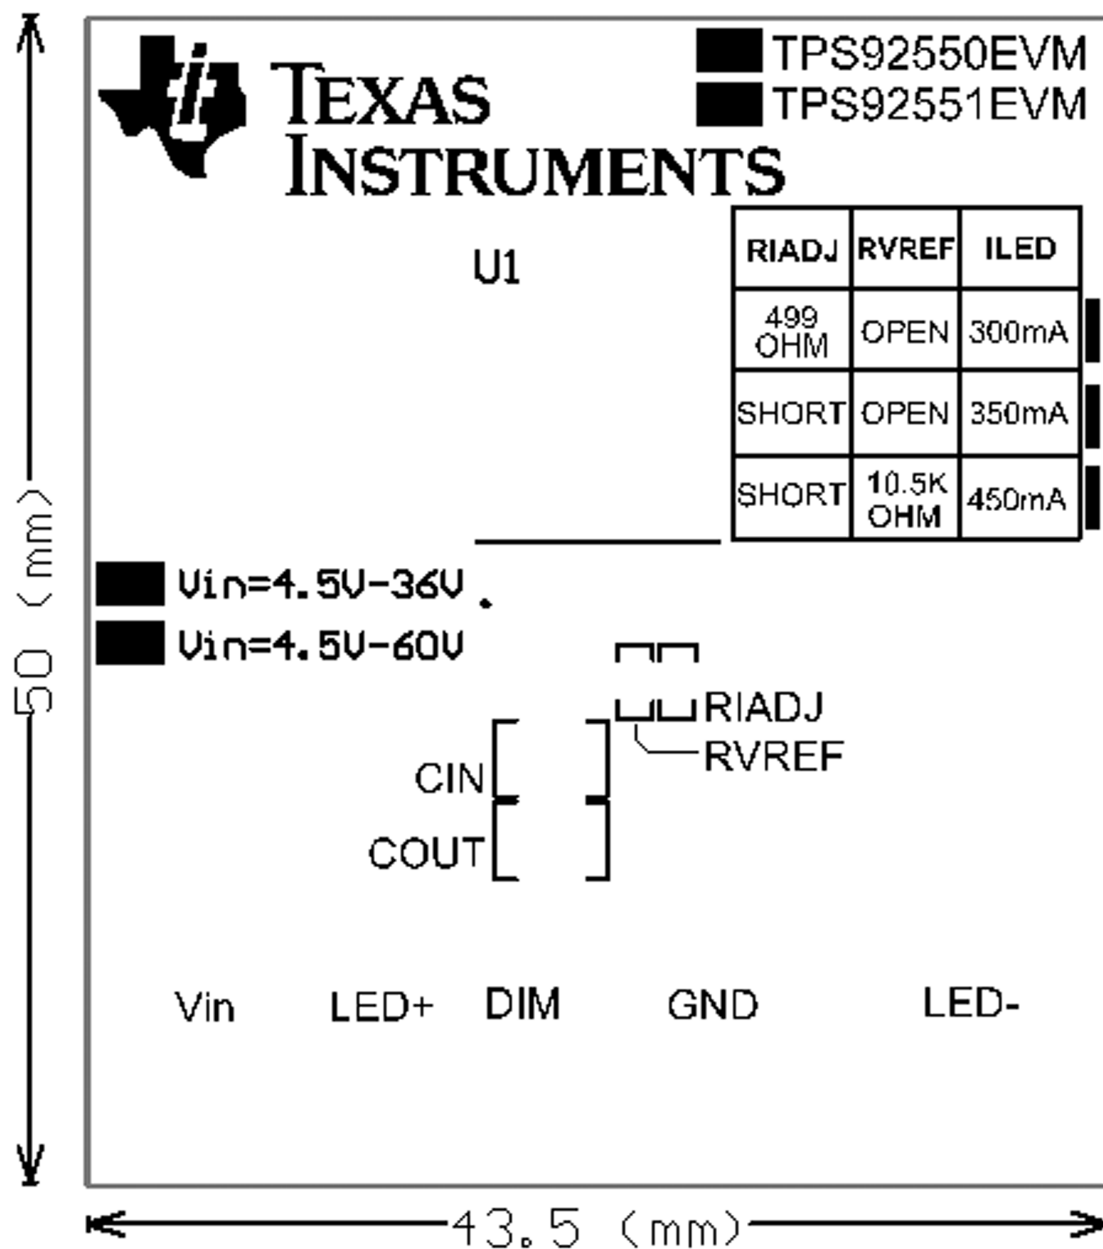 TEXAS
INSTRUMENTS
TPS92550EVM
TPS92551EVM
U1
RIADJ RVREF ILED
499 OHM OPEN 300mA
SHORT OPEN 350mA
SHORT 10.5K OHM 450mA
Vin=4.5V-36V
Vin=4.5V-60V
RIADJ
RVREF
CIN
COUT
Vin LED+ DIM GND LED-
50 (mm)
43.5 (mm)